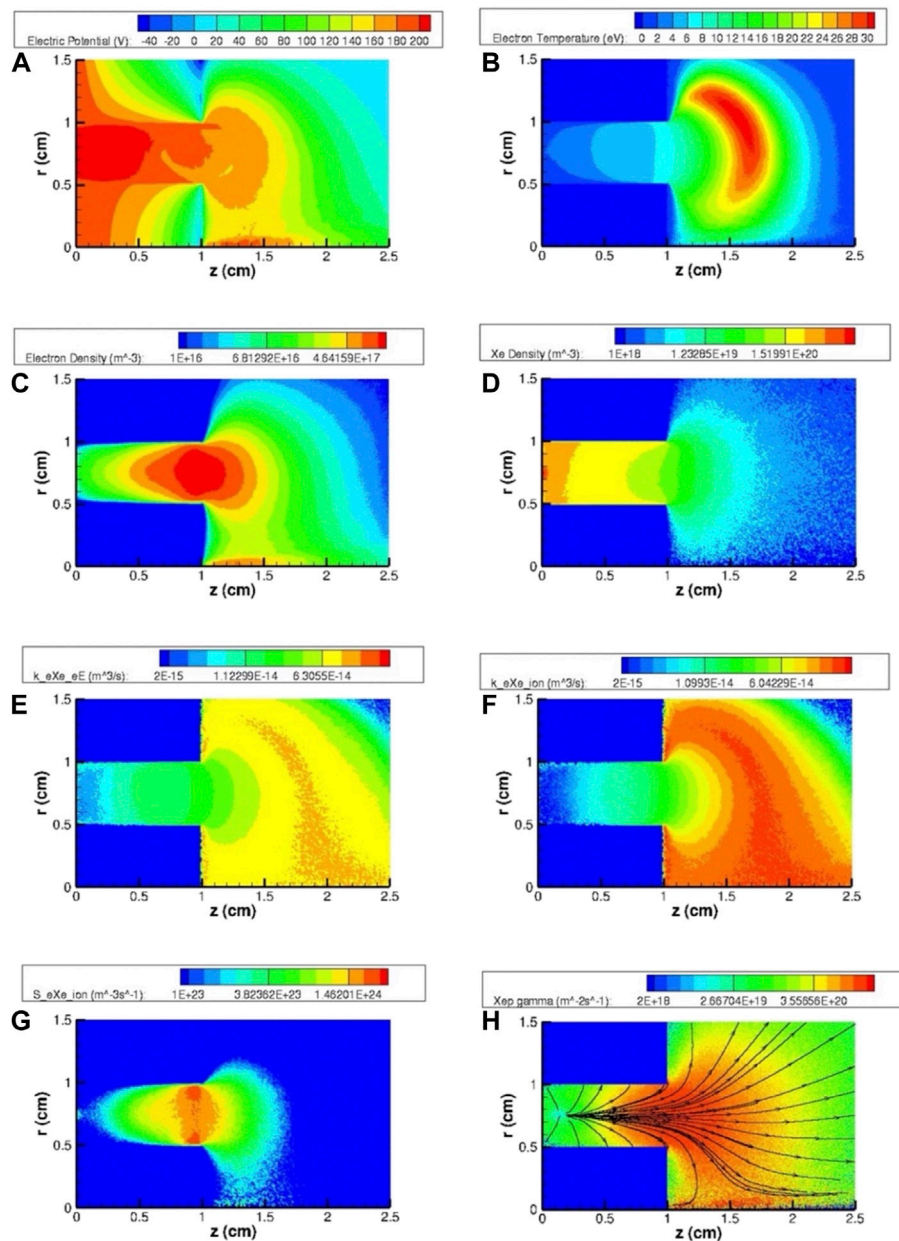 Electric Potential (V): -40 -20 0 20 40 60 80 100 120 140 160 180 200
A
r (cm)
1.5
1
0.5
0
0 0.5 1 1.5 2 2.5
z (cm)
Electron Temperature (eV): 0 2 4 6 8 10 12 14 16 18 20 22 24 26 28 30
B
r (cm)
1.5
1
0.5
0
0 0.5 1 1.5 2 2.5
z (cm)
Electron Density (m^-3): 1E+16 6.81292E+16 4.64159E+17
C
r (cm)
1.5
1
0.5
0
0 0.5 1 1.5 2 2.5
z (cm)
Xe Density (m^-3): 1E+18 1.23285E+19 1.51991E+20
D
r (cm)
1.5
1
0.5
0
0 0.5 1 1.5 2 2.5
z (cm)
k_eXe_eE (m^3/s): 2E-15 1.12299E-14 6.3055E-14
E
r (cm)
1.5
1
0.5
0
0 0.5 1 1.5 2 2.5
z (cm)
k_eXe_ion (m^3/s): 2E-15 1.0993E-14 6.04229E-14
F
r (cm)
1.5
1
0.5
0
0 0.5 1 1.5 2 2.5
z (cm)
S_eXe_ion (m^-3s^-1): 1E+23 3.82362E+23 1.46201E+24
G
r (cm)
1.5
1
0.5
0
0 0.5 1 1.5 2 2.5
z (cm)
Xep gamma (m^-2s^-1): 2E+18 2.66704E+19 3.55656E+20
H
r (cm)
1.5
1
0.5
0
0 0.5 1 1.5 2 2.5
z (cm)